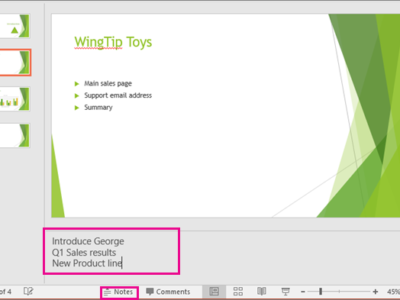 WingTip Toys
Main sales page
Support email address
Summary
Introduce George
Q1 Sales results
New Product line
of 4
Notes
Comments
45%